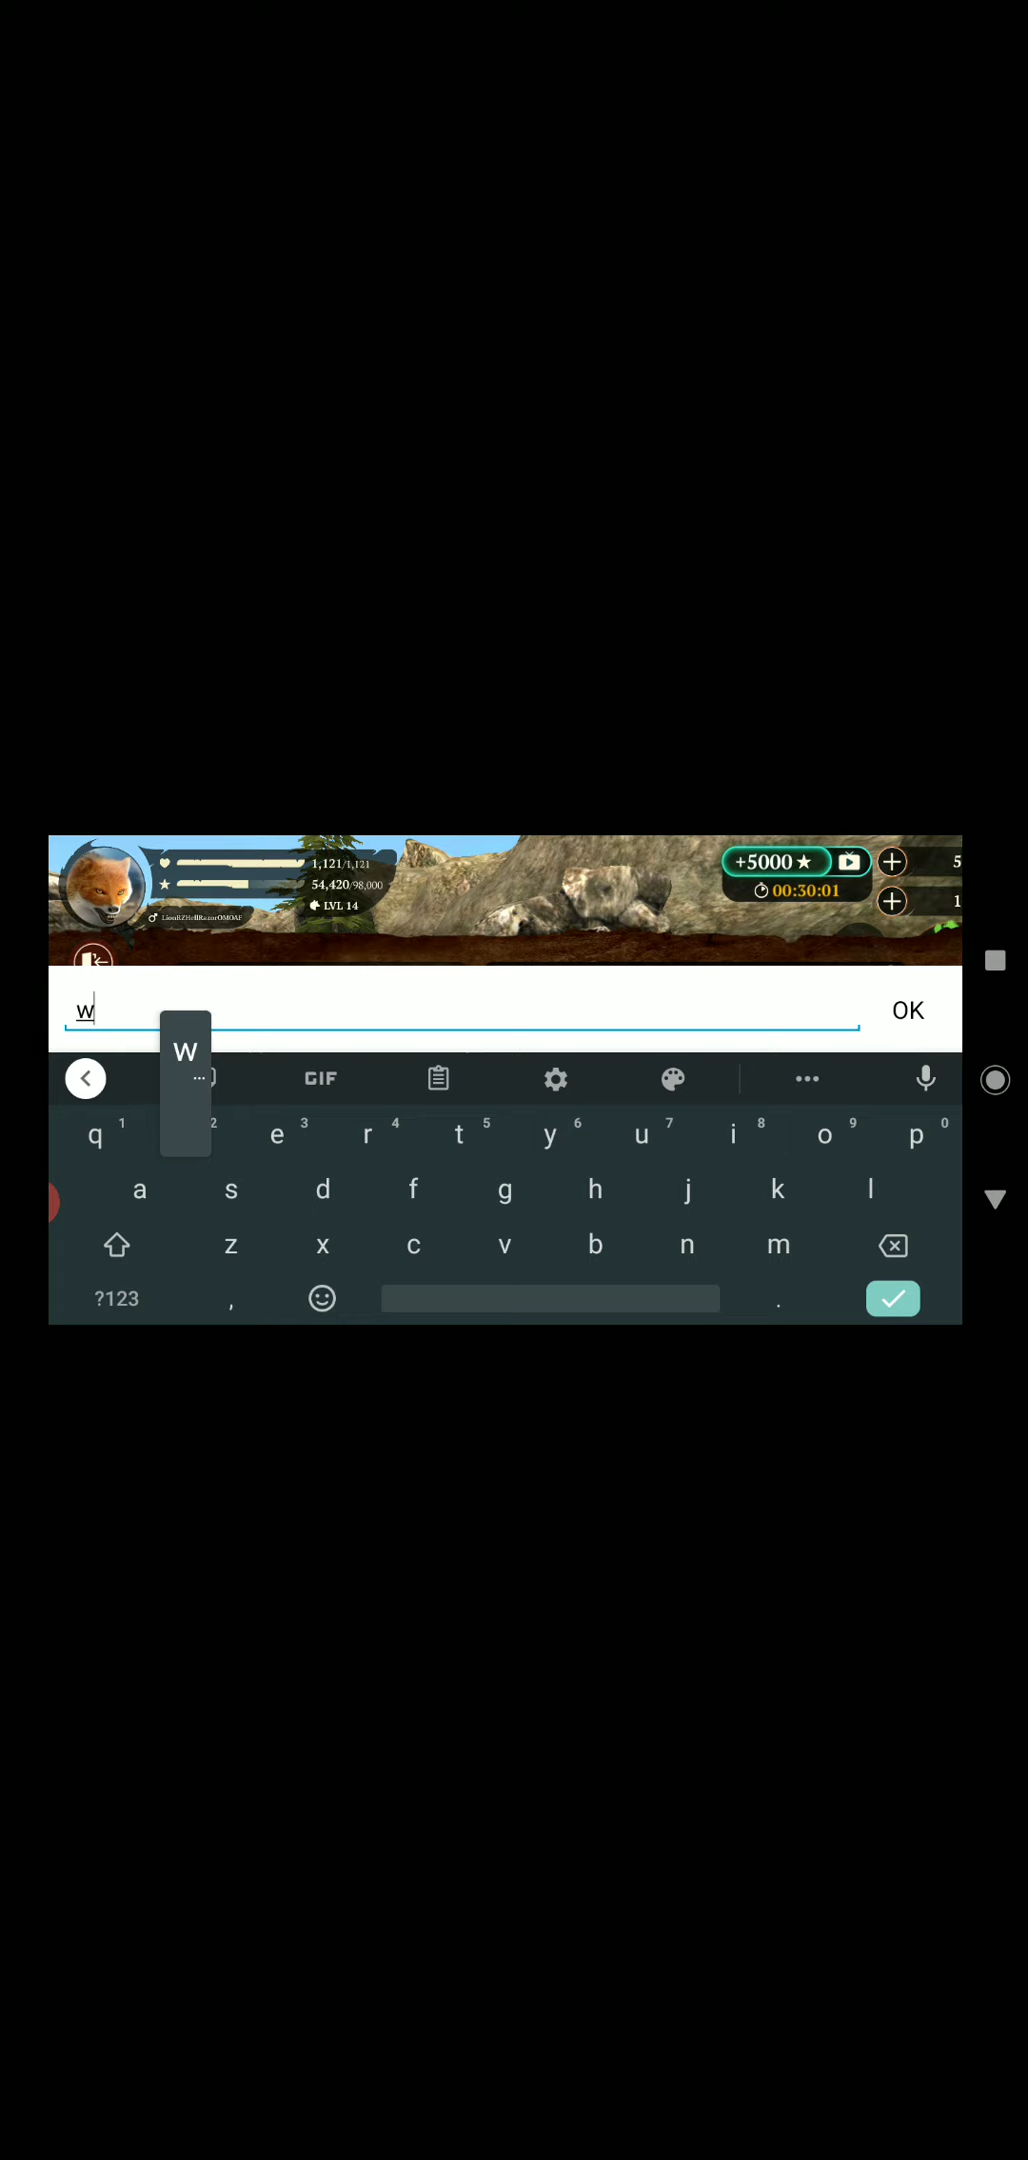 1,121/1,121
54,420/98,000
LVL 14
LionRZHellRazorOMOAF
+5000
00:30:01
5
1
w
OK
w
...
GIF
q 1 2 e 3 r 4 t 5 y 6 u 7 i 8 o 9 p 0
a s d f g h j k l
z x c v b n m
?123 , .